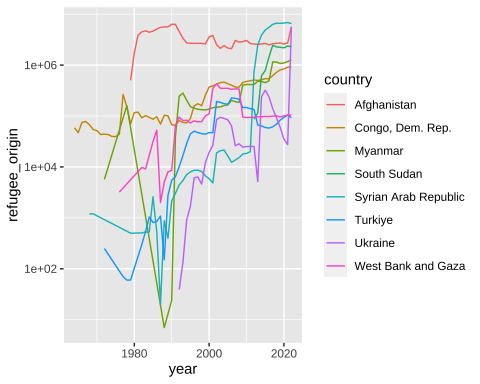 refugee_origin
1e+06
1e+04
1e+02
1980
2000
2020
year
country
Afghanistan
Congo, Dem. Rep.
Myanmar
South Sudan
Syrian Arab Republic
Turkiye
Ukraine
West Bank and Gaza